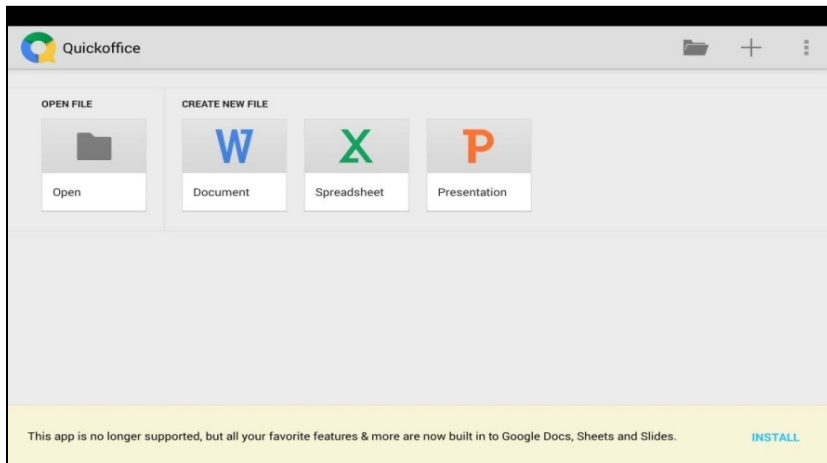 Quickoffice
OPEN FILE
CREATE NEW FILE
W
X
P
Open
Document
Spreadsheet
Presentation
This app is no longer supported, but all your favorite features & more are now built in to Google Docs, Sheets and Slides.
INSTALL